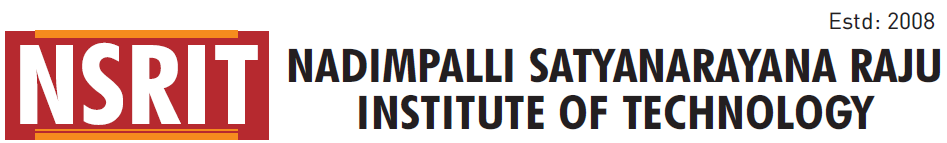 Estd: 2008
NSRIT
NADIMPALLI SATYANARAYANA RAJU
INSTITUTE OF TECHNOLOGY